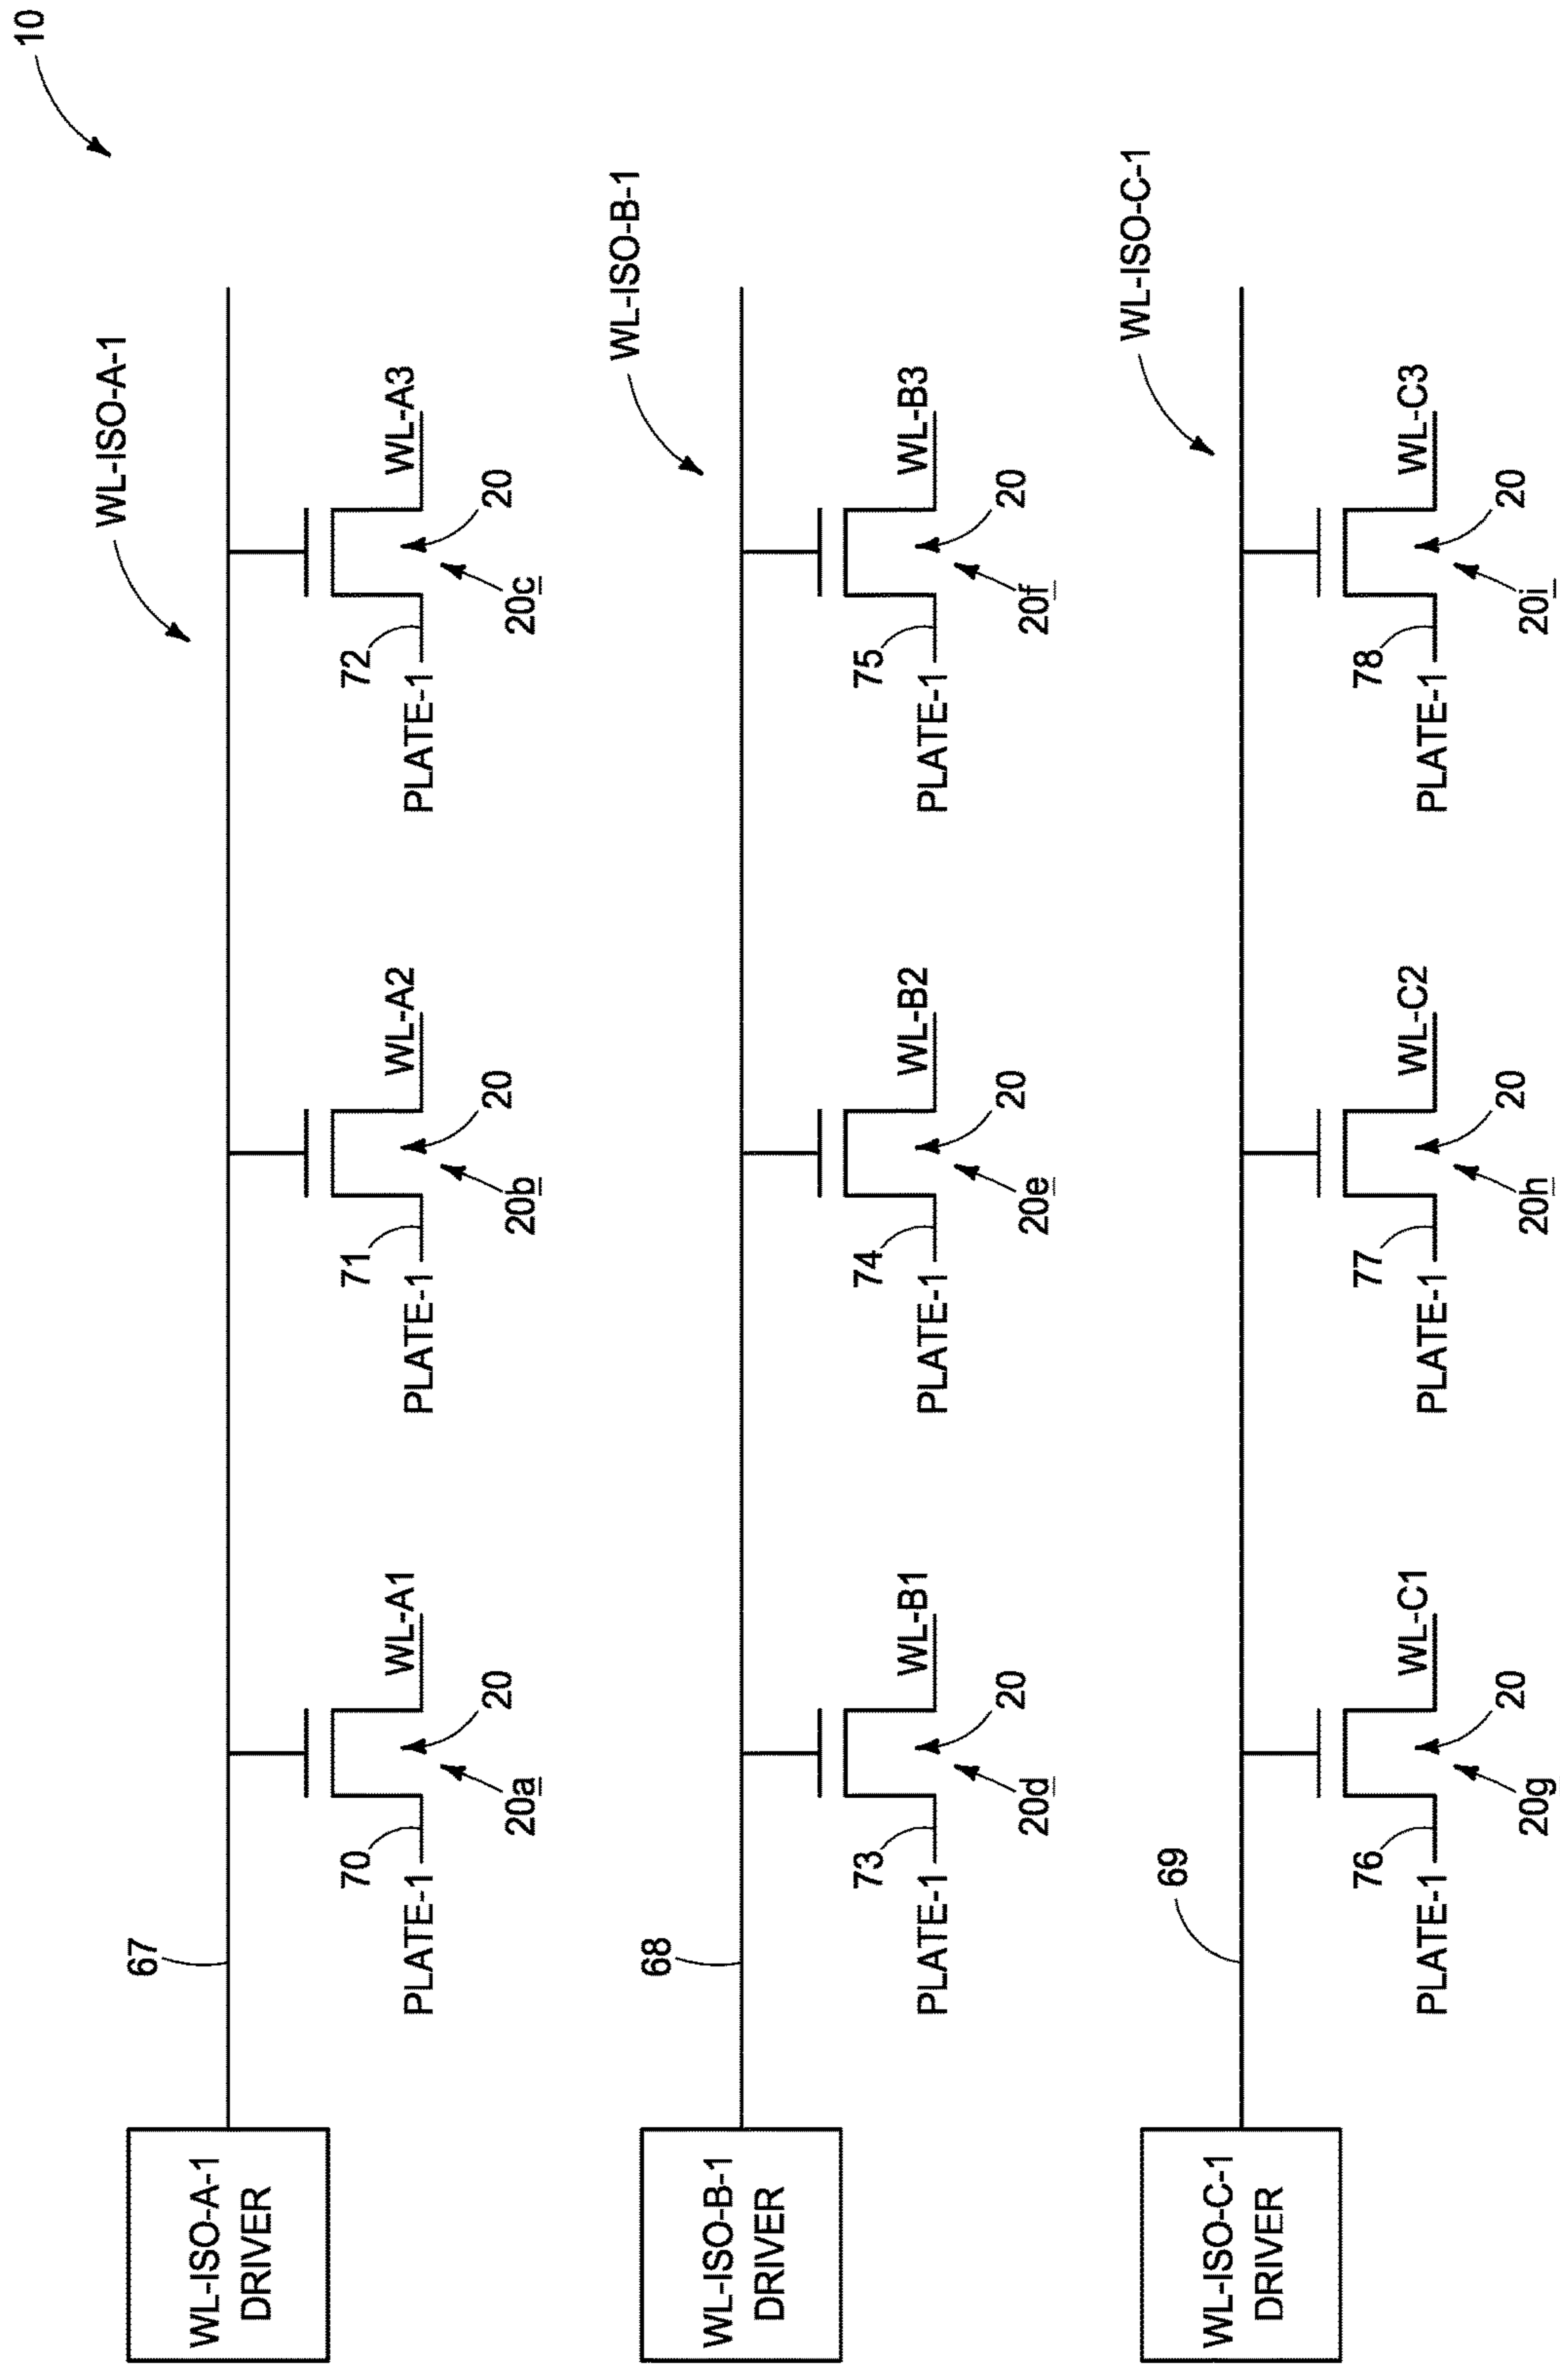 10
WL-ISO-A-1
WL-ISO-A-1
DRIVER
67
70
PLATE-1
WL-A1
20
20a
71
PLATE-1
WL-A2
20
20b
72
PLATE-1
WL-A3
20
20c
WL-ISO-B-1
WL-ISO-B-1
DRIVER
68
73
PLATE-1
WL-B1
20
20d
74
PLATE-1
WL-B2
20
20e
75
PLATE-1
WL-B3
20
20f
WL-ISO-C-1
WL-ISO-C-1
DRIVER
69
76
PLATE-1
WL-C1
20
20g
77
PLATE-1
WL-C2
20
20h
78
PLATE-1
WL-C3
20
20i